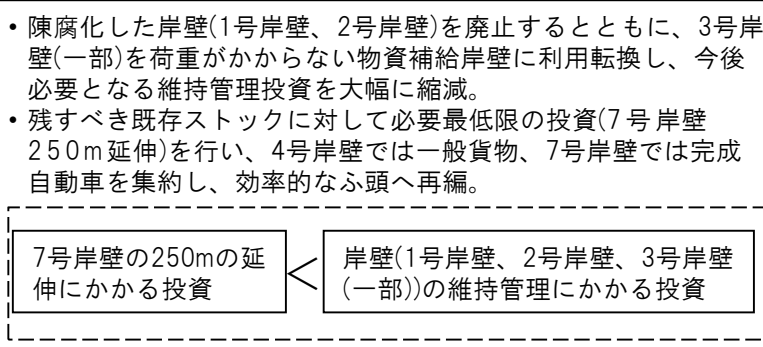 • 陳腐化した岸壁(1号岸壁、2号岸壁)を廃止するとともに、3号岸
壁(一部)を荷重がかからない物資補給岸壁に利用転換し、今後
必要となる維持管理投資を大幅に縮減。
• 残すべき既存ストックに対して必要最低限の投資(7号岸壁
250m延伸)を行い、4号岸壁では一般貨物、7号岸壁では完成
自動車を集約し、効率的なふ頭へ再編。
7号岸壁の250mの延
伸にかかる投資
<
岸壁(1号岸壁、2号岸壁、3号岸壁
(一部))の維持管理にかかる投資